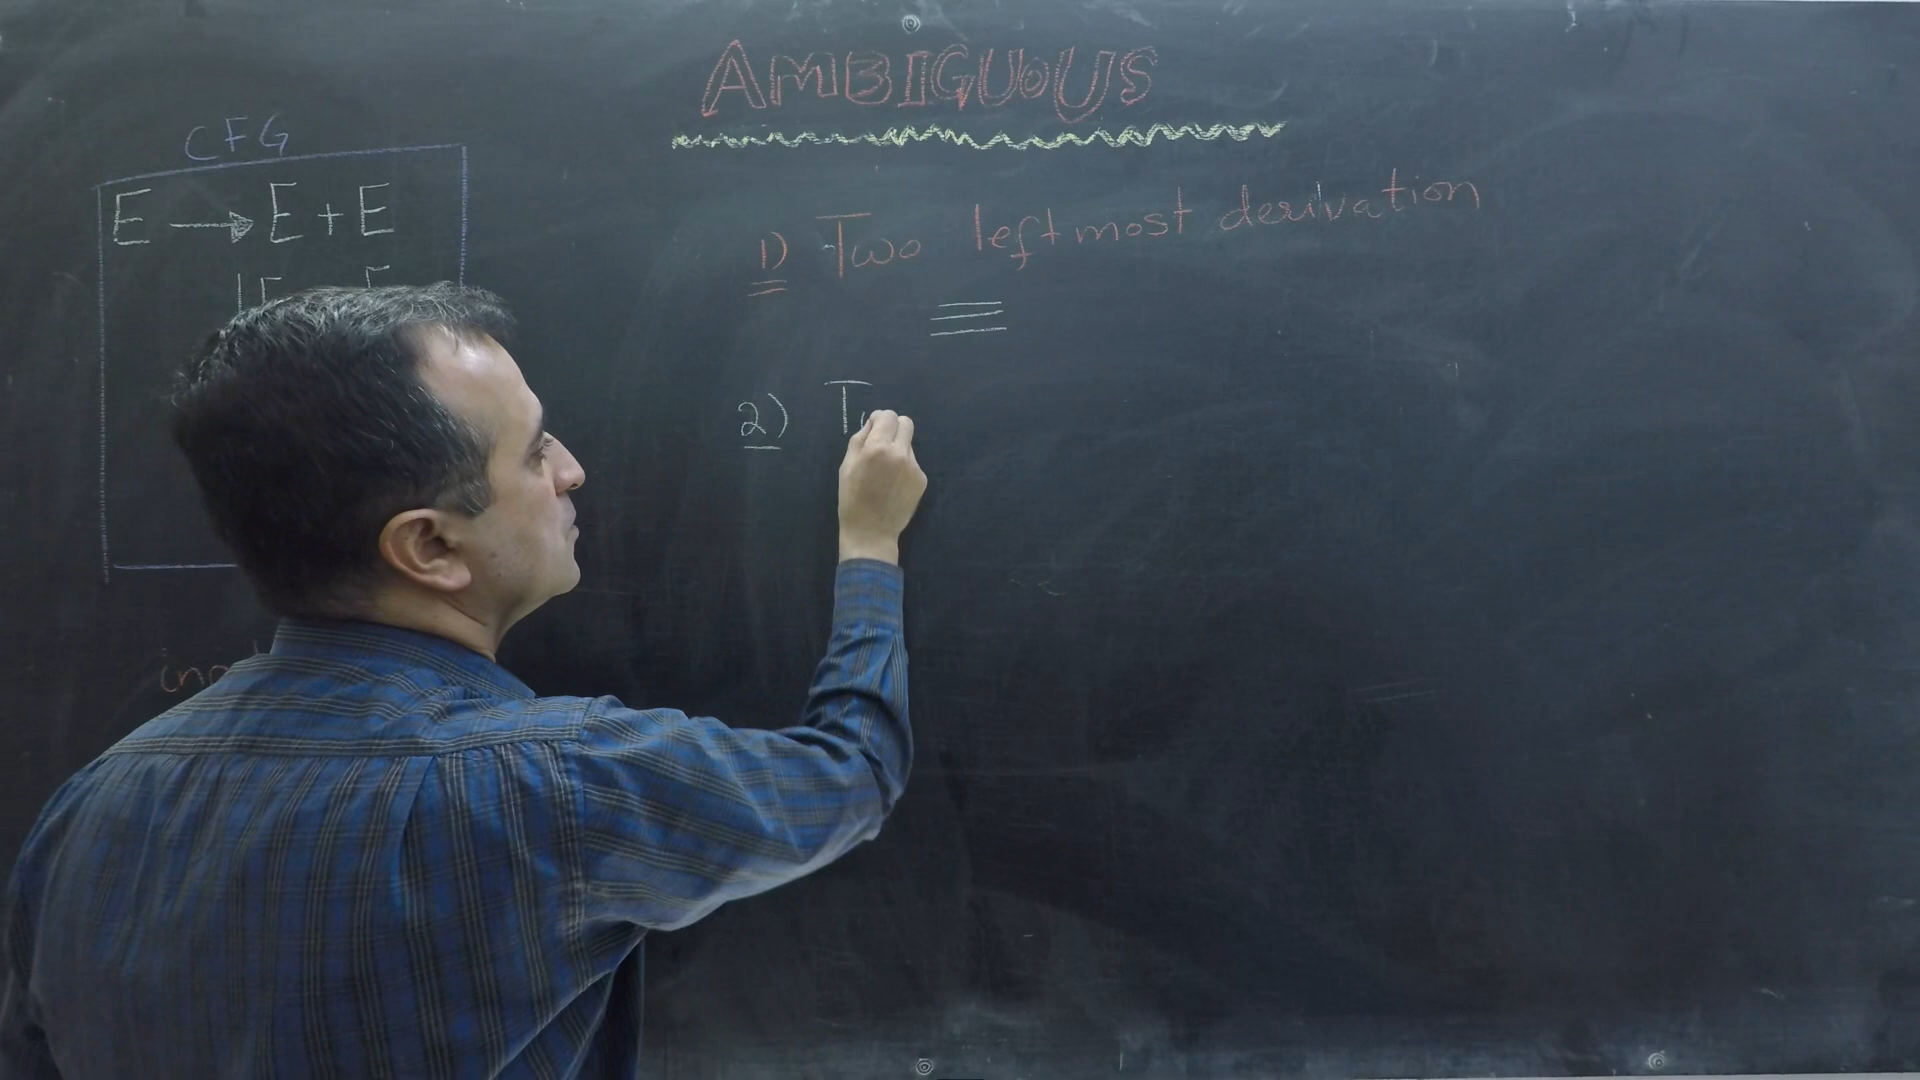 AMBIGUOUS
CFG
E → E + E
1) Two leftmost derivation
2)